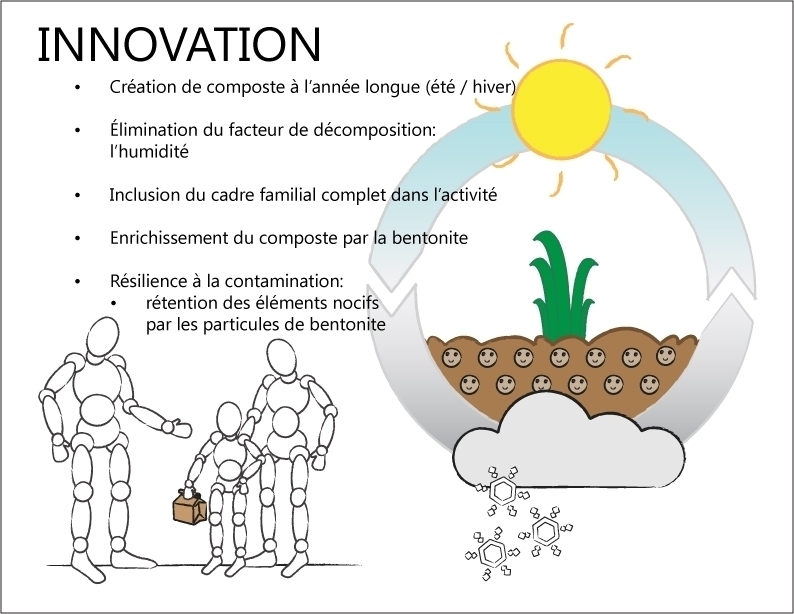 INNOVATION
• Création de composte à l'année longue (été / hiver)
• Élimination du facteur de décomposition:
l'humidité
• Inclusion du cadre familial complet dans l'activité
• Enrichissement du composte par la bentonite
• Résilience à la contamination:
• rétention des éléments nocifs
par les particules de bentonite